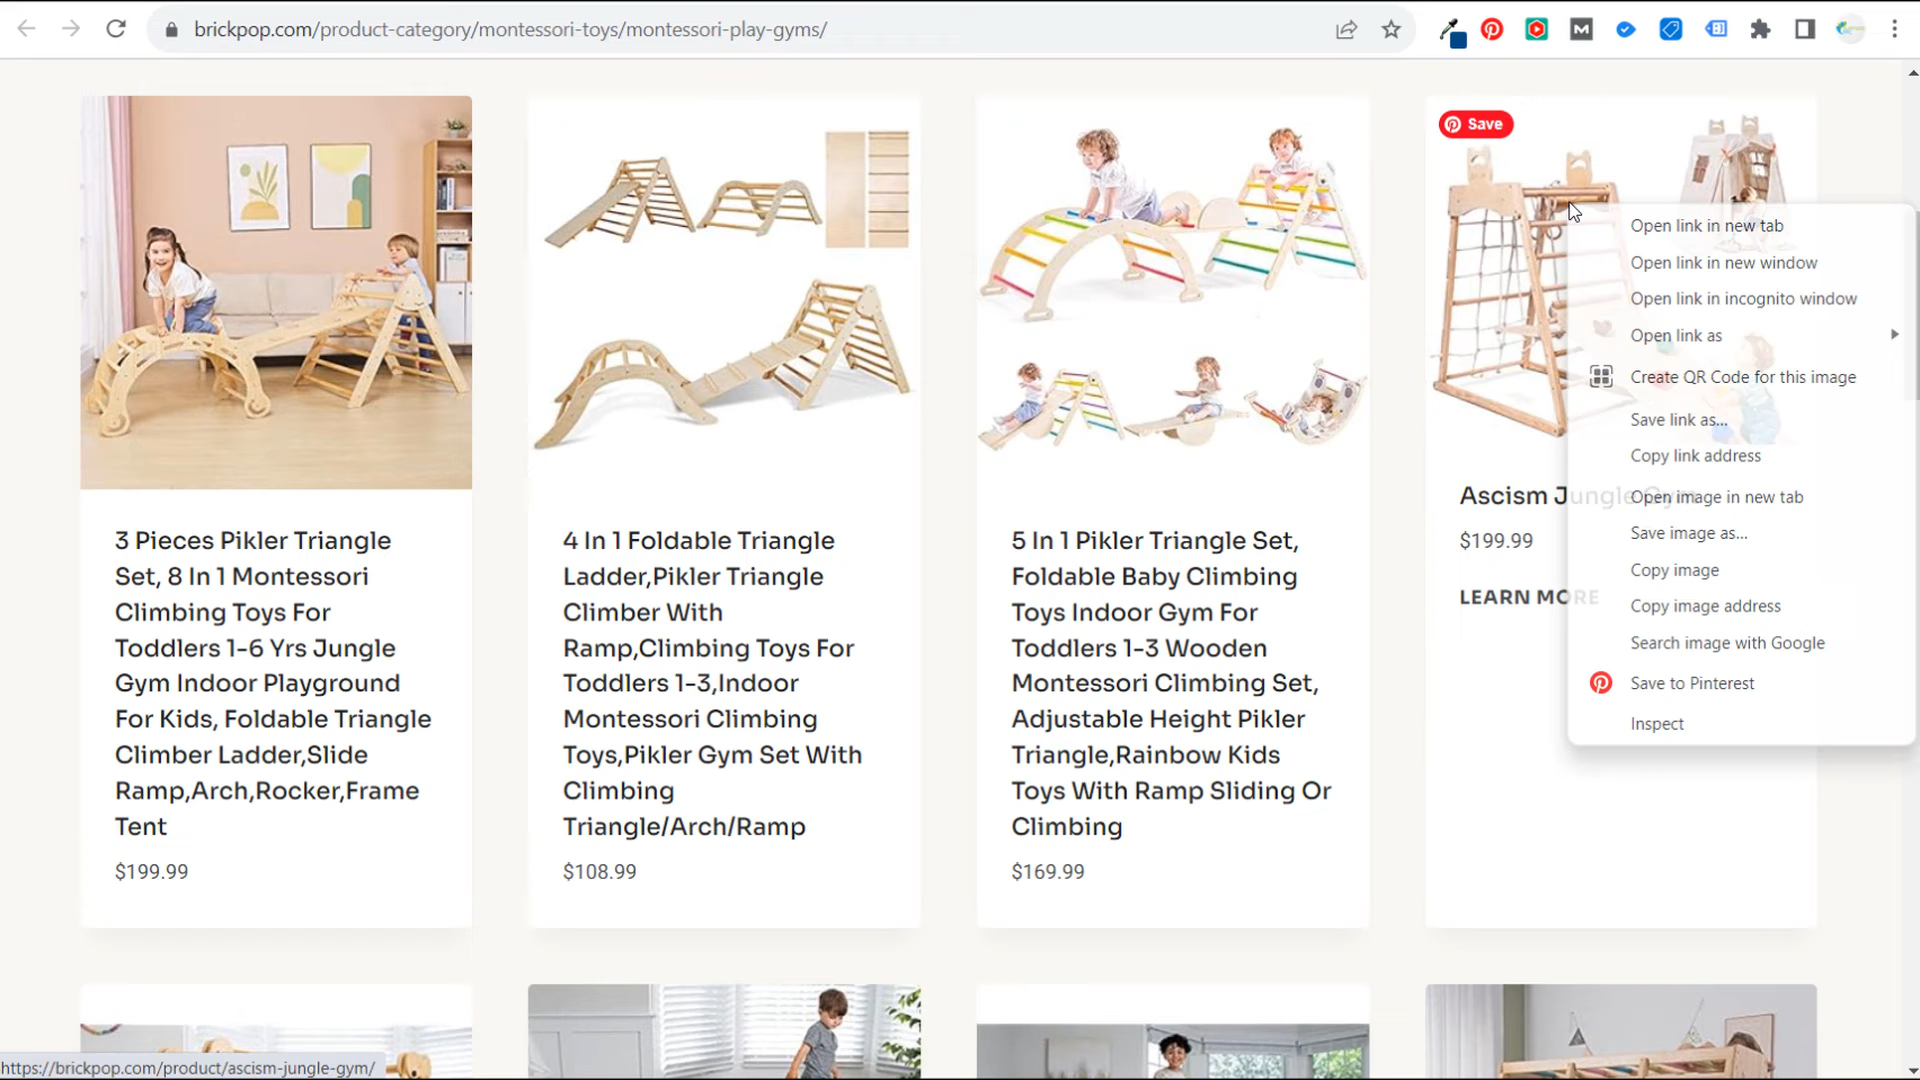 brickpop.com/product-category/montessori-toys/montessori-play-gyms/
Save
Open link in new tab
Open link in new window
Open link in incognito window
Open link as
Create QR Code for this image
Save link as...
Copy link address
Open image in new tab
Save image as...
Copy image
Copy image address
Search image with Google
Save to Pinterest
Inspect
3 Pieces Pikler Triangle
Set, 8 In 1 Montessori
Climbing Toys For
Toddlers 1-6 Yrs Jungle
Gym Indoor Playground
For Kids, Foldable Triangle
Climber Ladder,Slide
Ramp,Arch,Rocker,Frame
Tent
$199.99
4 In 1 Foldable Triangle
Ladder,Pikler Triangle
Climber With
Ramp,Climbing Toys For
Toddlers 1-3,Indoor
Montessori Climbing
Toys,Pikler Gym Set With
Climbing
Triangle/Arch/Ramp
$108.99
5 In 1 Pikler Triangle Set,
Foldable Baby Climbing
Toys Indoor Gym For
Toddlers 1-3 Wooden
Montessori Climbing Set,
Adjustable Height Pikler
Triangle,Rainbow Kids
Toys With Ramp Sliding Or
Climbing
$169.99
Ascism Jungle Gym
$199.99
LEARN MORE
https://brickpop.com/product/ascism-jungle-gym/